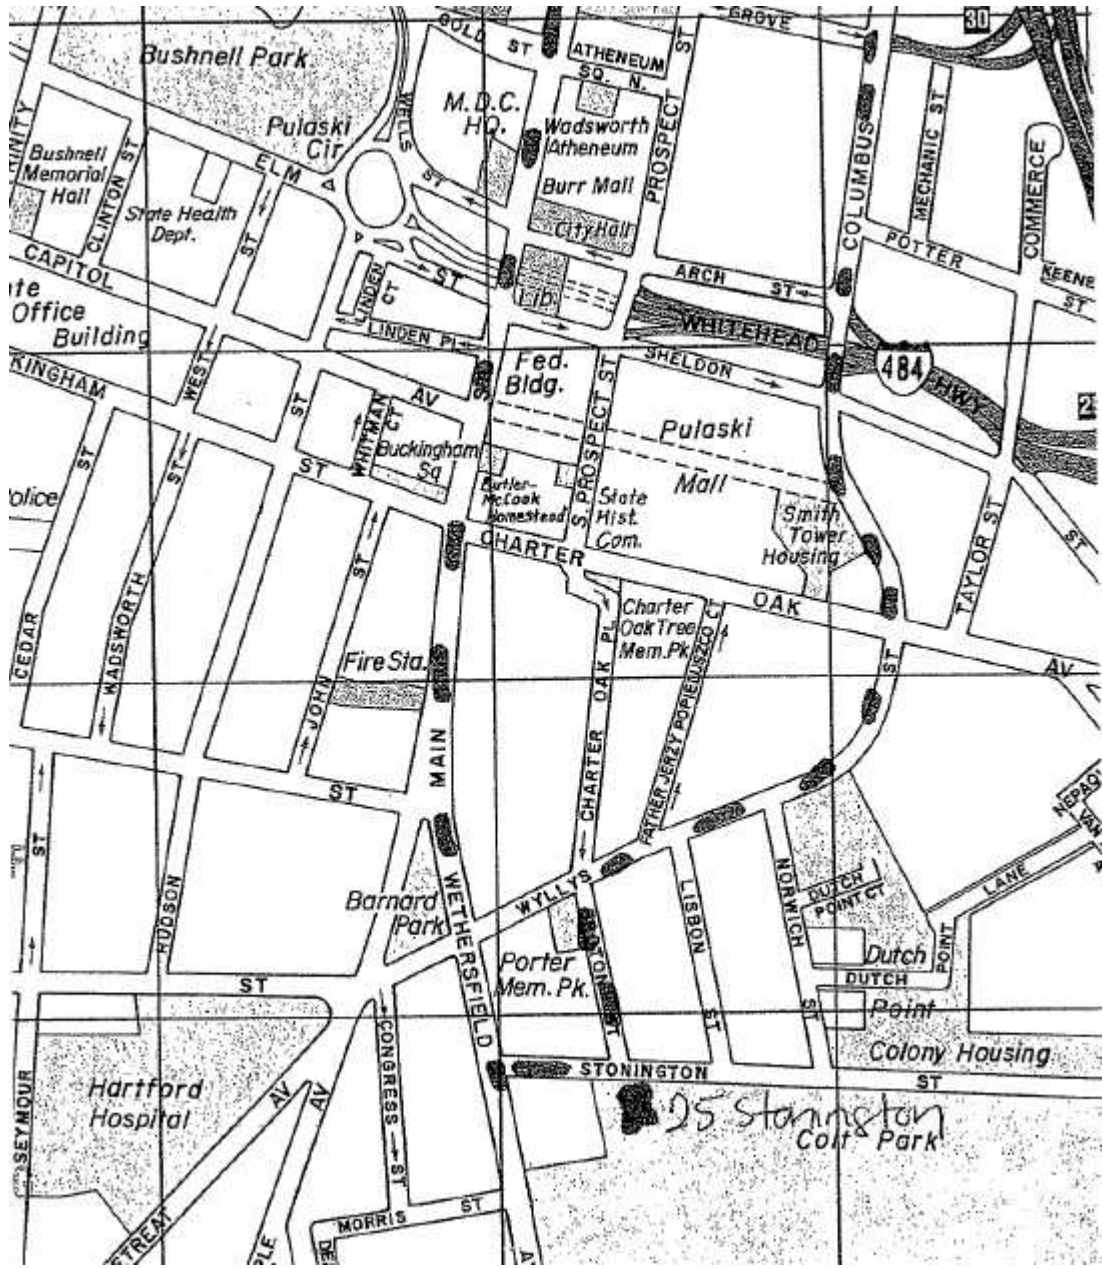 GOLD ST
GROVE
30
Bushnell Park
ATHENEUM
SQ. N.
PROSPECT ST
WELLS
ST
M.D.C.
HQ.
Wadsworth
Atheneum
Burr Mall
City Hall
COLUMBUS
MECHANIC ST
COMMERCE
Pulaski
Cir
ELM
Bushnell
Memorial
Hall
CLINTON ST
State Health
Dept.
ST
CAPITOL
Office
Building
LINDEN
CT
ST
Lib.
ARCH
ST
POTTER
ST
LINDEN Pl
WHITEHEAD
484
HWY
SHELDON
ST
WEST
ST
AV
Fed.
Bldg.
S. PROSPECT ST
Pulaski
Mall
WHITMAN
CT
Buckingham
Sq
Butler-
McCook
Homestead
State
Hist.
Com.
Smith
Tower
Housing
ST
ST
ST
CHARTER
OAK
AV
TAYLOR ST
CEDAR
WADSWORTH
JOHN
ST
Fire Sta.
Charter
Oak Tree
Mem. Pk.
CHARTER OAK PL
FATHER JERZY POPIEUSZCO CT
ST
MAIN
ST
ST
HUDSON
Barnard
Park
WETHERSFIELD
WYLLYS
LISBON
ST
NORWICH
ST
DUTCH
POINT CT
LANE
Dutch
DUTCH
POINT
Point
Colony Housing
Porter
Mem. Pk.
ST
CONGRESS
ST
STONINGTON
ST
25 Stonington
Colt Park
Hartford
Hospital
SEYMOUR
AV
AV
MORRIS
ST